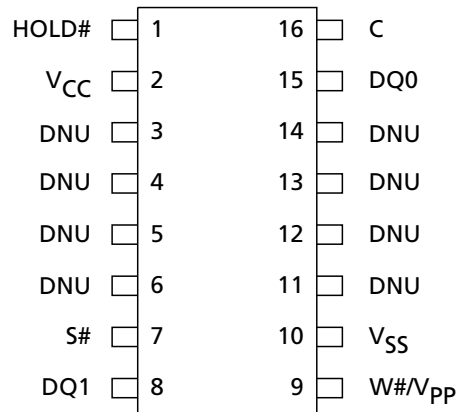 HOLD# 1 16 C
VCC 2 15 DQ0
DNU 3 14 DNU
DNU 4 13 DNU
DNU 5 12 DNU
DNU 6 11 DNU
S# 7 10 VSS
DQ1 8 9 W#/VPP